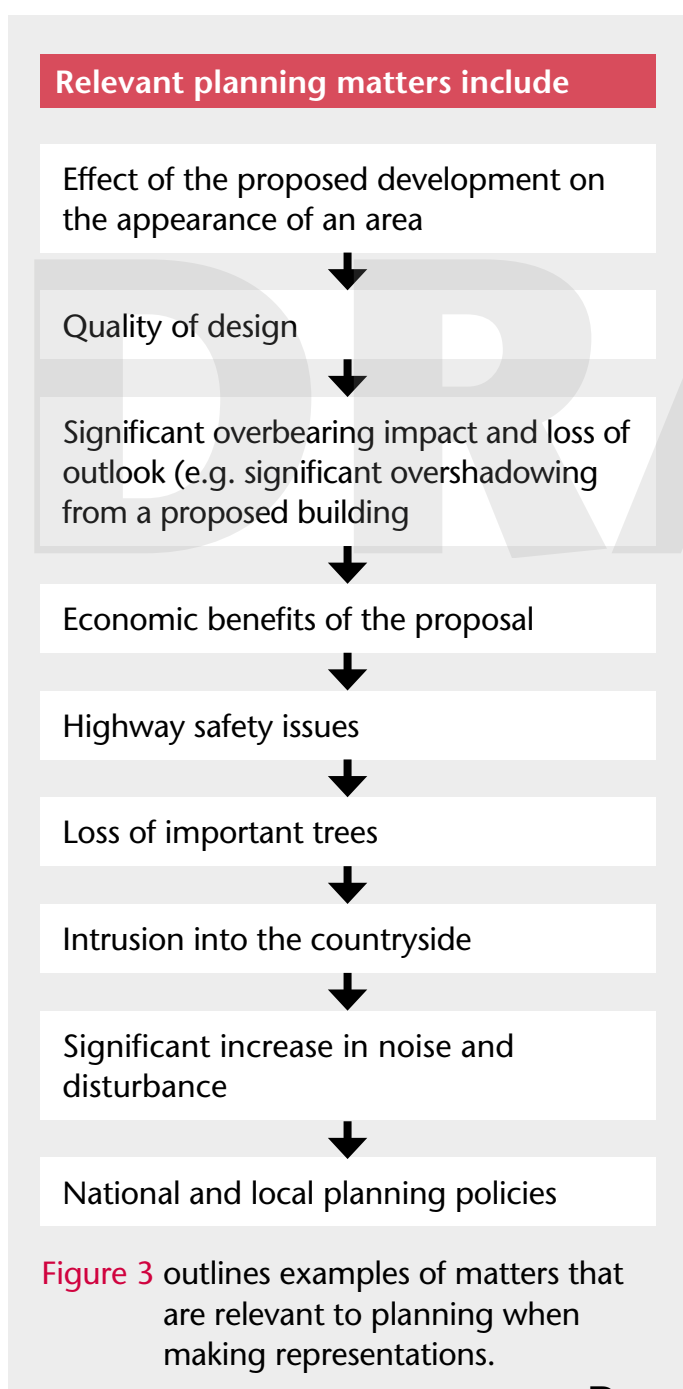 Relevant planning matters include
Effect of the proposed development on
the appearance of an area
Quality of design
Significant overbearing impact and loss of
outlook (e.g. significant overshadowing
from a proposed building
Economic benefits of the proposal
Highway safety issues
Loss of important trees
Intrusion into the countryside
Significant increase in noise and
disturbance
National and local planning policies
Figure 3 outlines examples of matters that
are relevant to planning when
making representations.